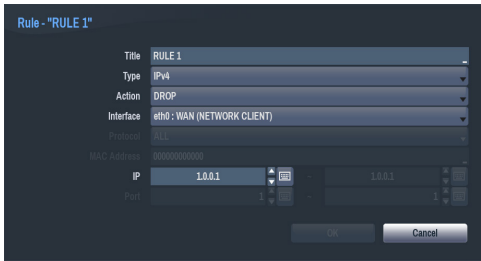 Rule - "RULE 1"
Title RULE 1
Type IPv4
Action DROP
Interface eth0 : WAN (NETWORK CLIENT)
Protocol ALL
MAC Address 000000000000
IP 1.0.0.1 - 1.0.0.1
Port 1 - 1
OK Cancel